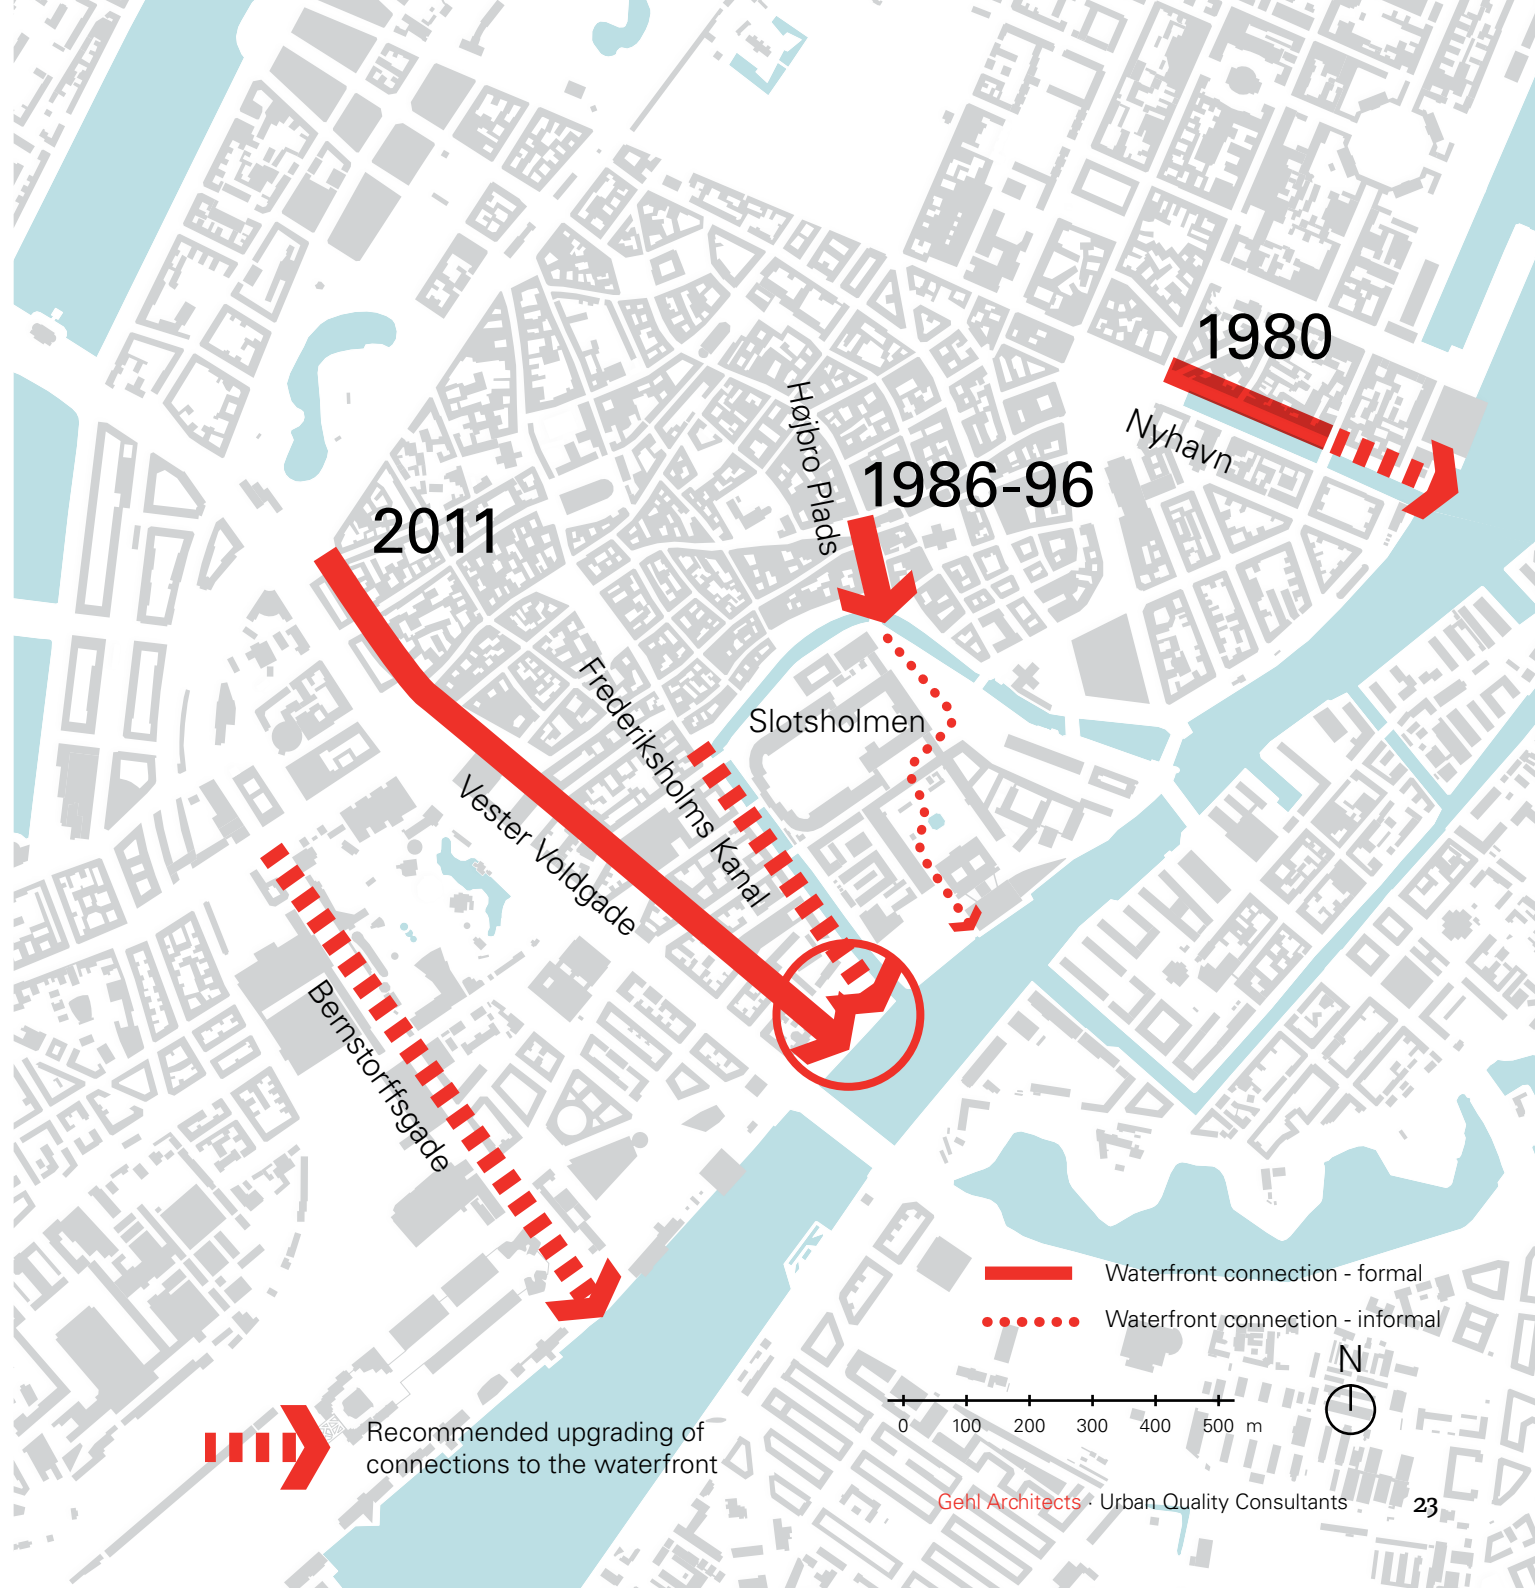 1980
Nyhavn
Højbro Plads
1986-96
2011
Frederiksholms Kanal
Slotsholmen
Vester Voldgade
Bernstorffsgade
Waterfront connection - formal
Waterfront connection - informal
N
0 100 200 300 400 500 m
Recommended upgrading of
connections to the waterfront
Gehl Architects · Urban Quality Consultants 23